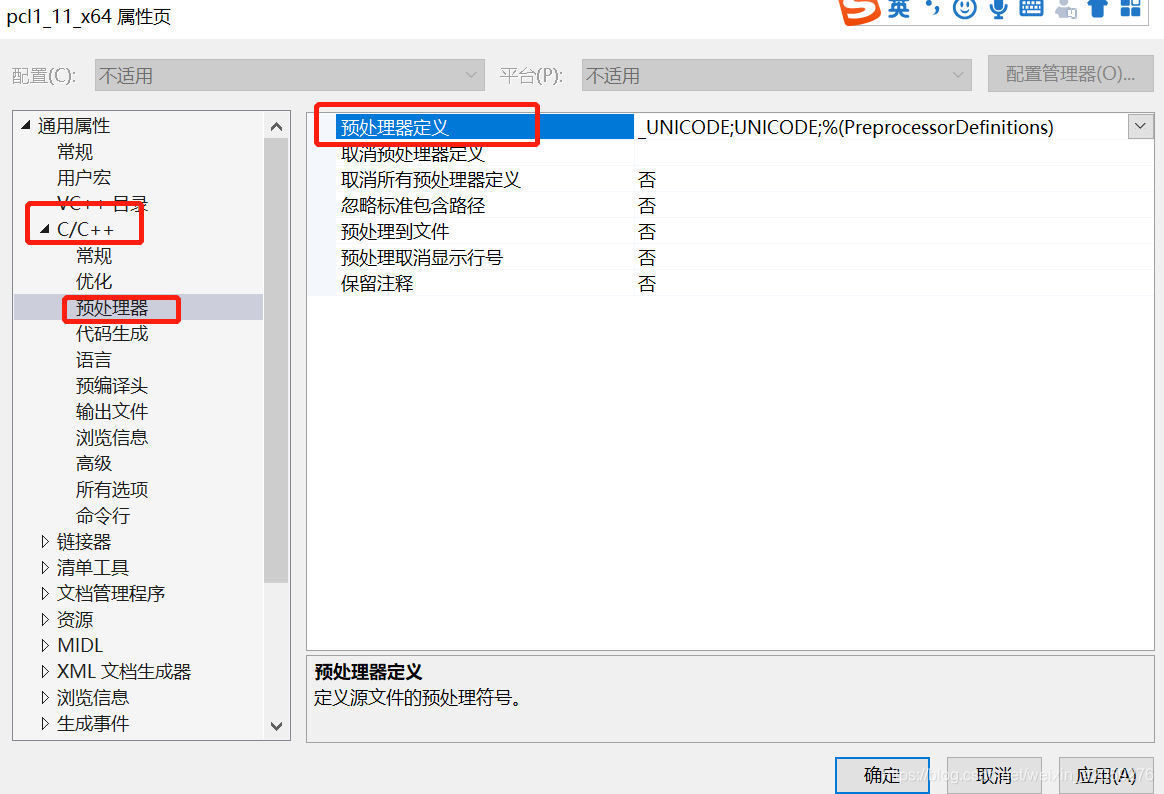 pcl1_11_x64 属性页
英
配置(C):
不适用
平台(P):
不适用
配置管理器(O)...
通用属性
常规
用户宏
VC++ 目录
C/C++
常规
优化
预处理器
代码生成
语言
预编译头
输出文件
浏览信息
高级
所有选项
命令行
链接器
清单工具
文档管理程序
资源
MIDL
XML 文档生成器
浏览信息
生成事件
预处理器定义 _UNICODE;UNICODE;%(PreprocessorDefinitions)
取消预处理器定义
取消所有预处理器定义 否
忽略标准包含路径 否
预处理到文件 否
预处理取消显示行号 否
保留注释 否
预处理器定义
定义源文件的预处理符号。
确定
取消
应用(A)